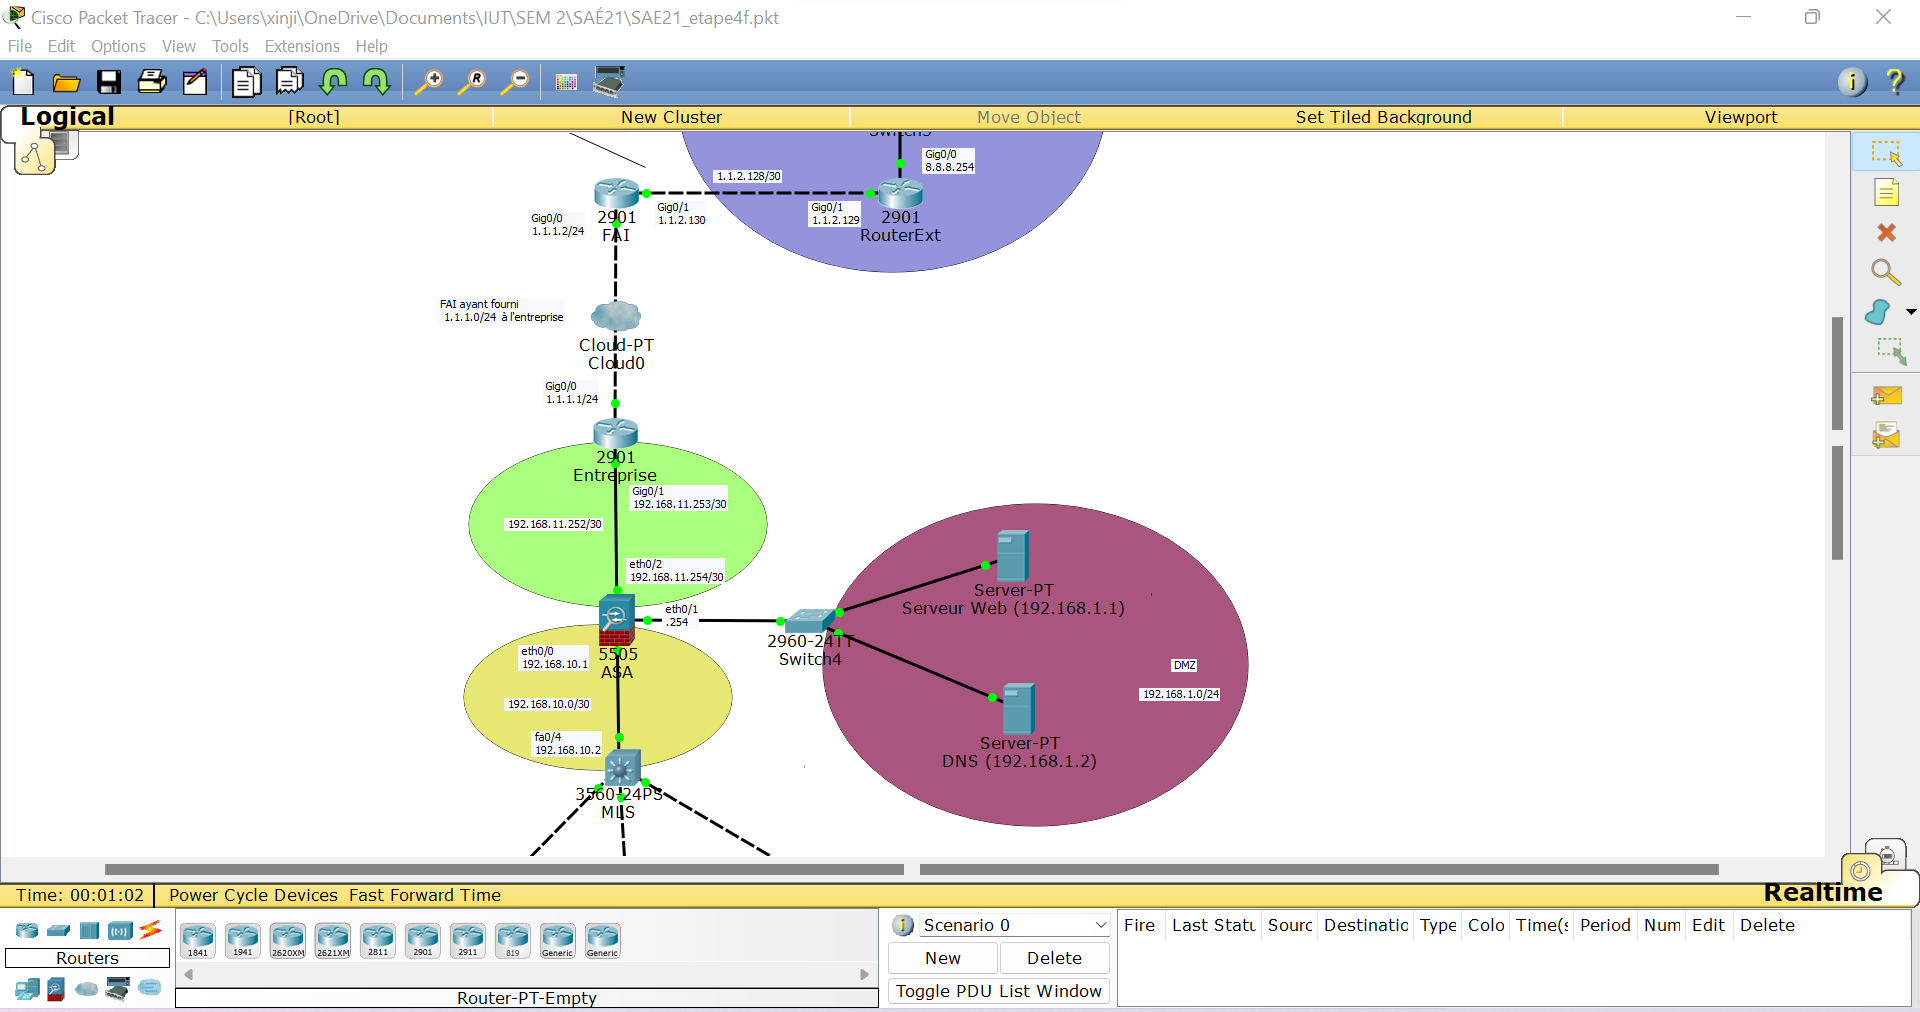 Cisco Packet Tracer - C:\Users\xinji\OneDrive\Documents\IUT\SEM 2\SAÉ21\SAE21_etape4f.pkt
File Edit Options View Tools Extensions Help
Logical [Root] New Cluster Move Object Set Tiled Background Viewport
Switch5
Gig0/0
8.8.8.254
1.1.2.128/30
Gig0/1
1.1.2.130
Gig0/1
1.1.2.129
2901
RouterExt
Gig0/0
1.1.1.2/24
2901
FAI
FAI ayant fourni
1.1.1.0/24 à l'entreprise
Cloud-PT
Cloud0
Gig0/0
1.1.1.1/24
2901
Entreprise
Gig0/1
192.168.11.253/30
192.168.11.252/30
eth0/2
192.168.11.254/30
eth0/1
.254
Server-PT
Serveur Web (192.168.1.1)
2960-24TT
Switch4
5505
ASA
eth0/0
192.168.10.1
DMZ
192.168.1.0/24
192.168.10.0/30
fa0/4
192.168.10.2
Server-PT
DNS (192.168.1.2)
3560-24PS
MLS
Time: 00:01:02 Power Cycle Devices Fast Forward Time
Realtime
Routers
1841 1941 2620XM 2621XM 2811 2901 2911 819 Generic Generic
Router-PT-Empty
Scenario 0
New Delete
Toggle PDU List Window
Fire Last Statu Sourc Destinatic Type Colo Time(s Period Num Edit Delete